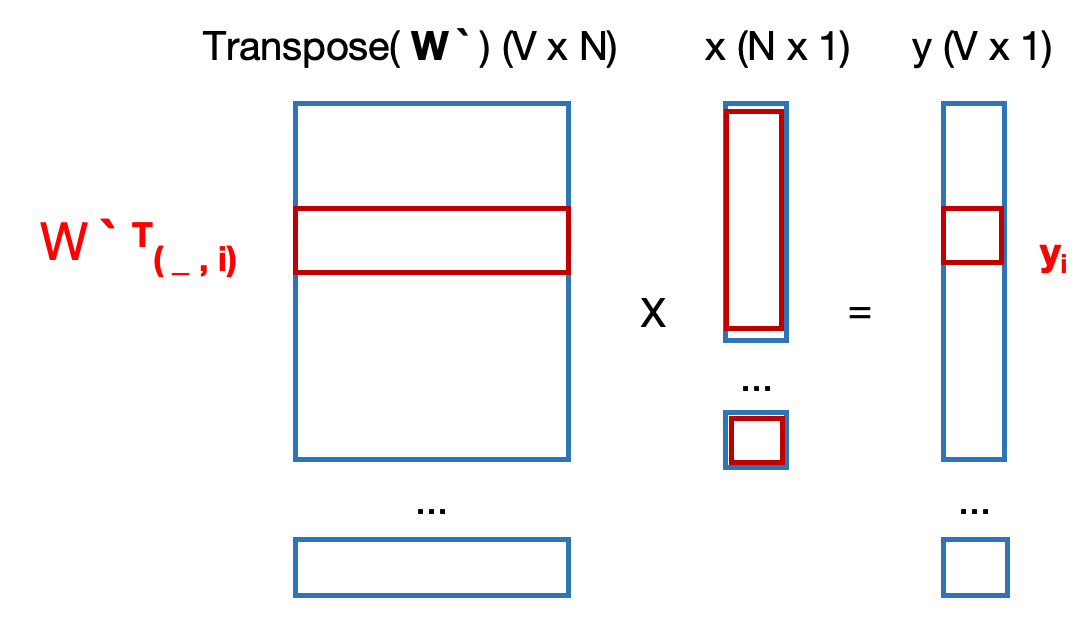 Transpose( W ` ) (V x N)
x (N x 1)
y (V x 1)
W ` T( _ , i)
X
=
yi
...
...
...